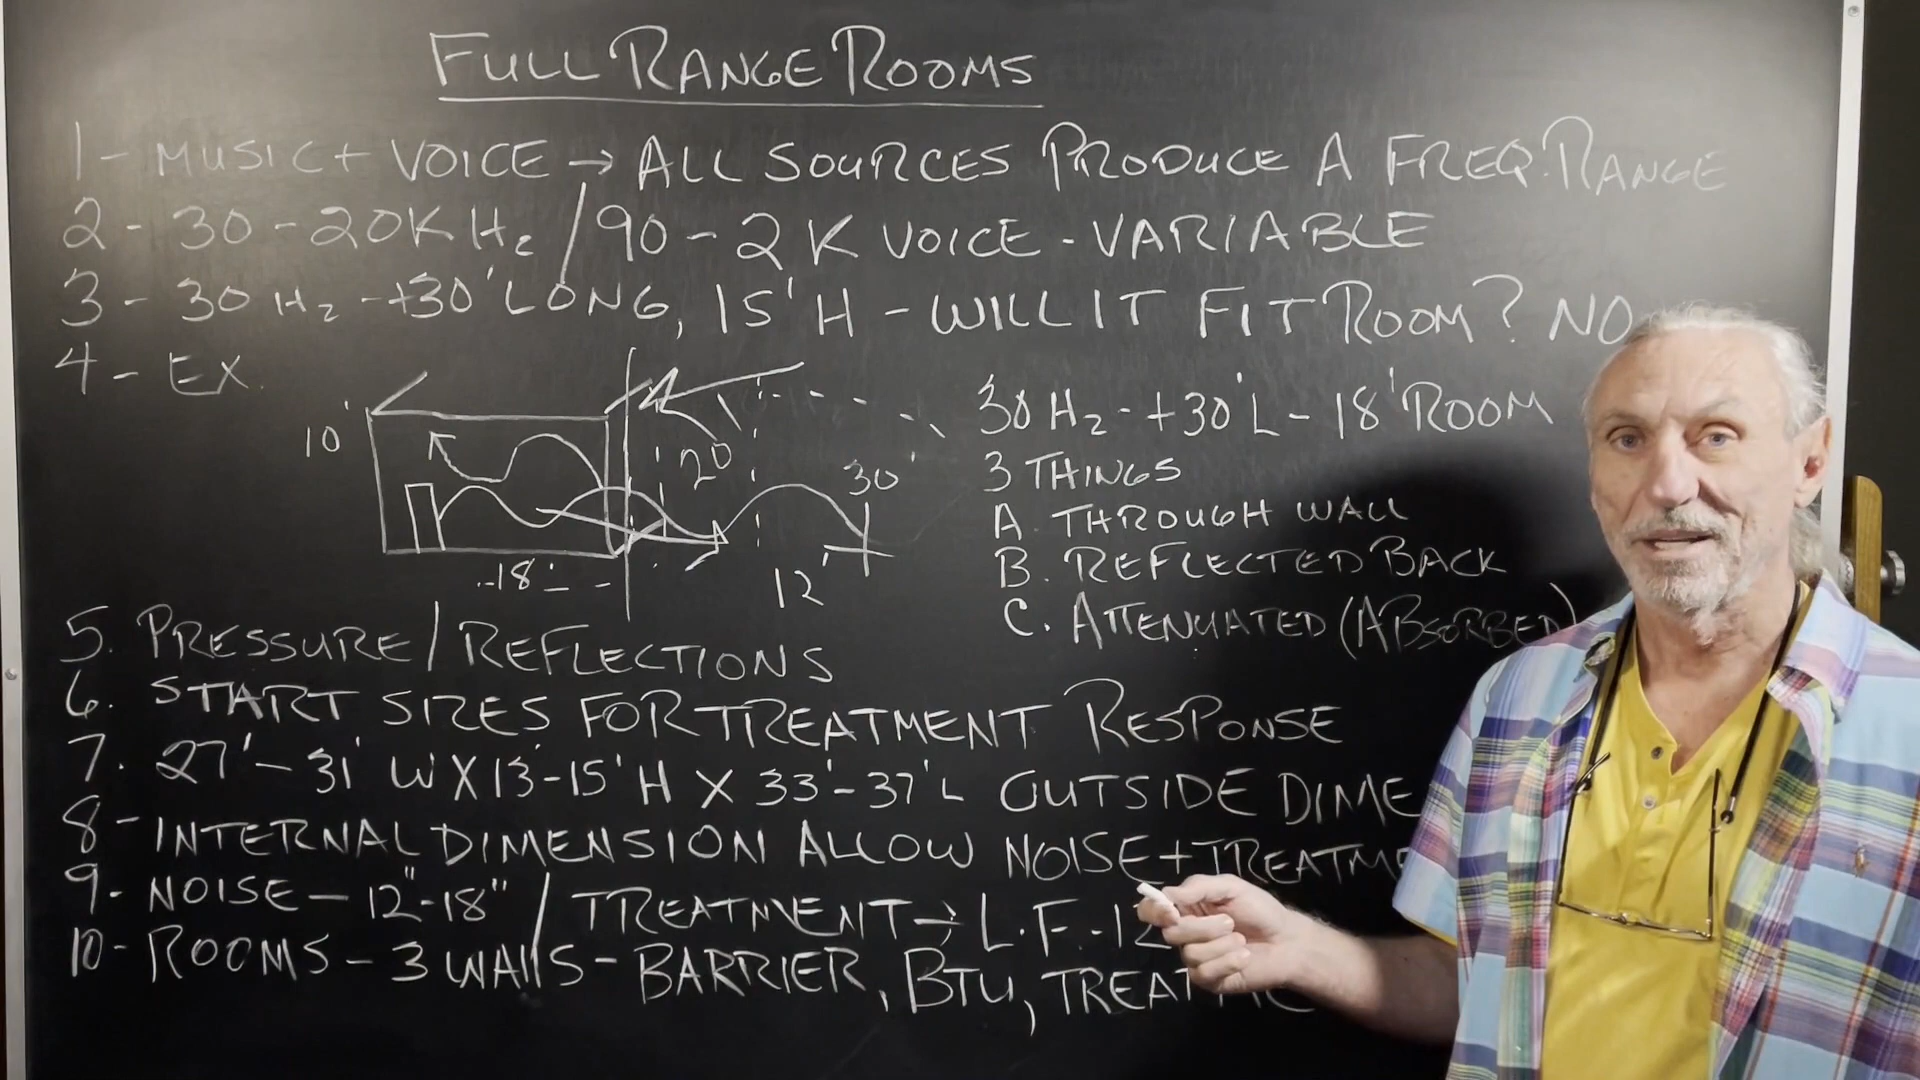 FULL RANGE ROOMS
1- MUSIC + VOICE → ALL SOURCES PRODUCE A FREQ. RANGE
2- 30-20K Hz / 90-2K VOICE - VARIABLE
3- 30 Hz - +30' LONG, 15' H - WILL IT FIT ROOM? NO
4- EX.
10'
20'
30'
18'
12'
30 Hz - +30' L - 18' ROOM
3 THINGS
A. THROUGH WALL
B. REFLECTED BACK
C. ATTENUATED (ABSORBED)
5. PRESSURE/REFLECTIONS
6. START SIZES FOR TREATMENT RESPONSE
7. 27'-31' W X 13'-15' H X 33'-37' L OUTSIDE DIME
8- INTERNAL DIMENSION ALLOW NOISE + TREATME
9- NOISE - 12"-18" / TREATMENT → L.F. - 12
10- ROOMS - 3 WALLS - BARRIER, BTU, TREAT